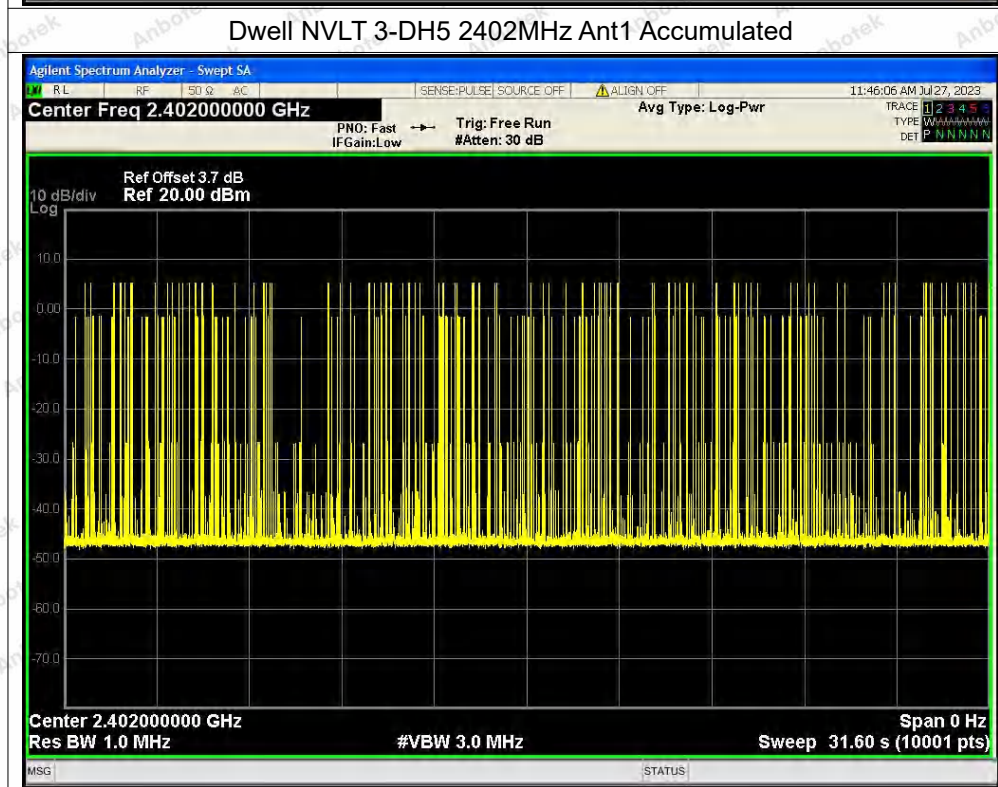 Dwell NVLT 3-DH5 2402MHz Ant1 Accumulated
Agilent Spectrum Analyzer - Swept SA
RL RF 50 Ω AC SENSE:PULSE SOURCE OFF ALIGN OFF 11:46:06 AM Jul 27, 2023
Center Freq 2.402000000 GHz Avg Type: Log-Pwr TRACE 1 2 3 4 5 6
PNO: Fast Trig: Free Run TYPE
IFGain:Low #Atten: 30 dB DET P N N N N N
Ref Offset 3.7 dB
10 dB/div Ref 20.00 dBm
Log
10.0
0.00
-10.0
-20.0
-30.0
-40.0
-50.0
-60.0
-70.0
Center 2.402000000 GHz Span 0 Hz
Res BW 1.0 MHz #VBW 3.0 MHz Sweep 31.60 s (10001 pts)
MSG STATUS
Anbotek